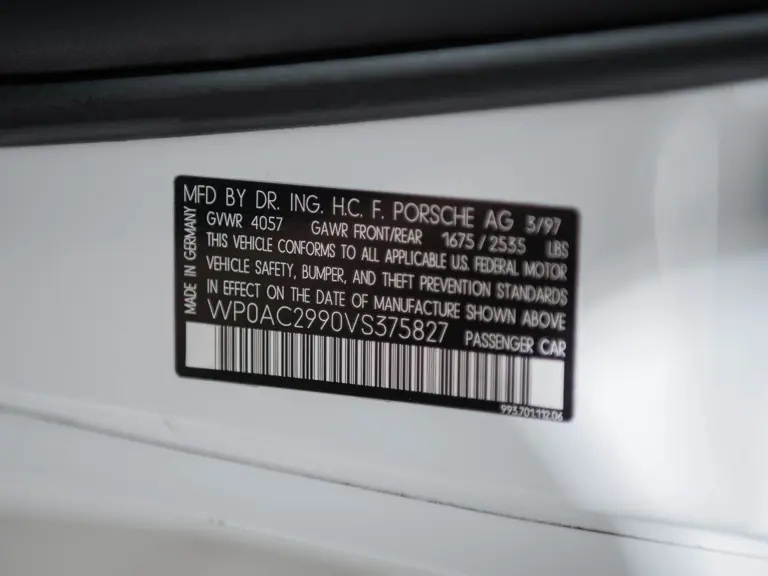 MFD BY DR. ING. H.C. F. PORSCHE AG 3/97
GVWR 4057 GAWR FRONT/REAR 1675/2535 LBS
THIS VEHICLE CONFORMS TO ALL APPLICABLE U.S. FEDERAL MOTOR
VEHICLE SAFETY, BUMPER, AND THEFT PREVENTION STANDARDS
IN EFFECT ON THE DATE OF MANUFACTURE SHOWN ABOVE
WP0AC2990VS375827 PASSENGER CAR
993.701.112.06
MADE IN GERMANY